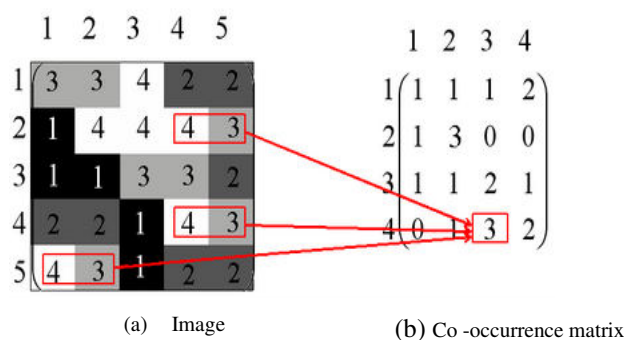 1 2 3 4 5
1 3 3 4 2 2
2 1 4 4 4 3
3 1 1 3 3 2
4 2 2 1 4 3
5 4 3 1 2 2
(a) Image
1 2 3 4
1 1 1 1 2
2 1 3 0 0
3 1 1 2 1
4 0 1 3 2
(b) Co -occurrence matrix